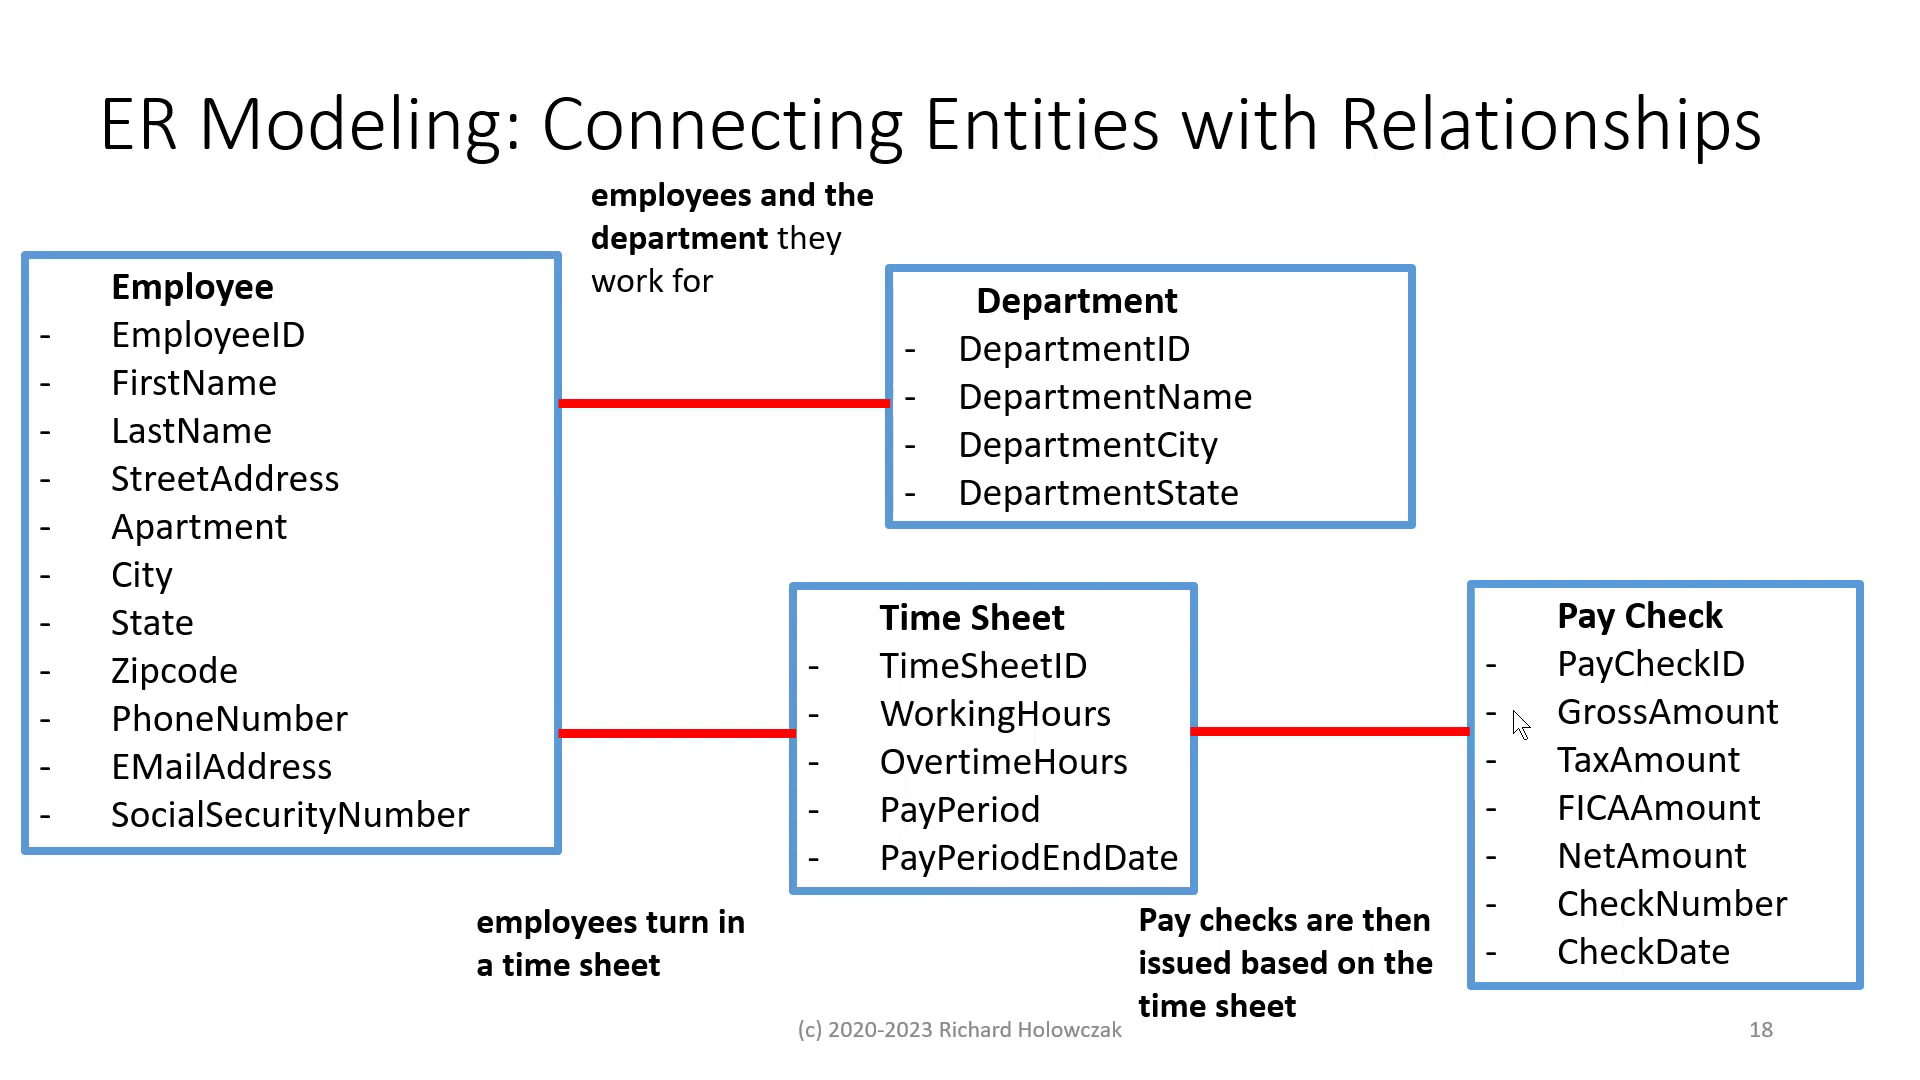 ER Modeling: Connecting Entities with Relationships
employees and the
department they
work for
Employee
- EmployeeID
- FirstName
- LastName
- StreetAddress
- Apartment
- City
- State
- Zipcode
- PhoneNumber
- EMailAddress
- SocialSecurityNumber
Department
- DepartmentID
- DepartmentName
- DepartmentCity
- DepartmentState
Time Sheet
- TimeSheetID
- WorkingHours
- OvertimeHours
- PayPeriod
- PayPeriodEndDate
Pay Check
- PayCheckID
- GrossAmount
- TaxAmount
- FICAAmount
- NetAmount
- CheckNumber
- CheckDate
employees turn in
a time sheet
Pay checks are then
issued based on the
time sheet
(c) 2020-2023 Richard Holowczak
18